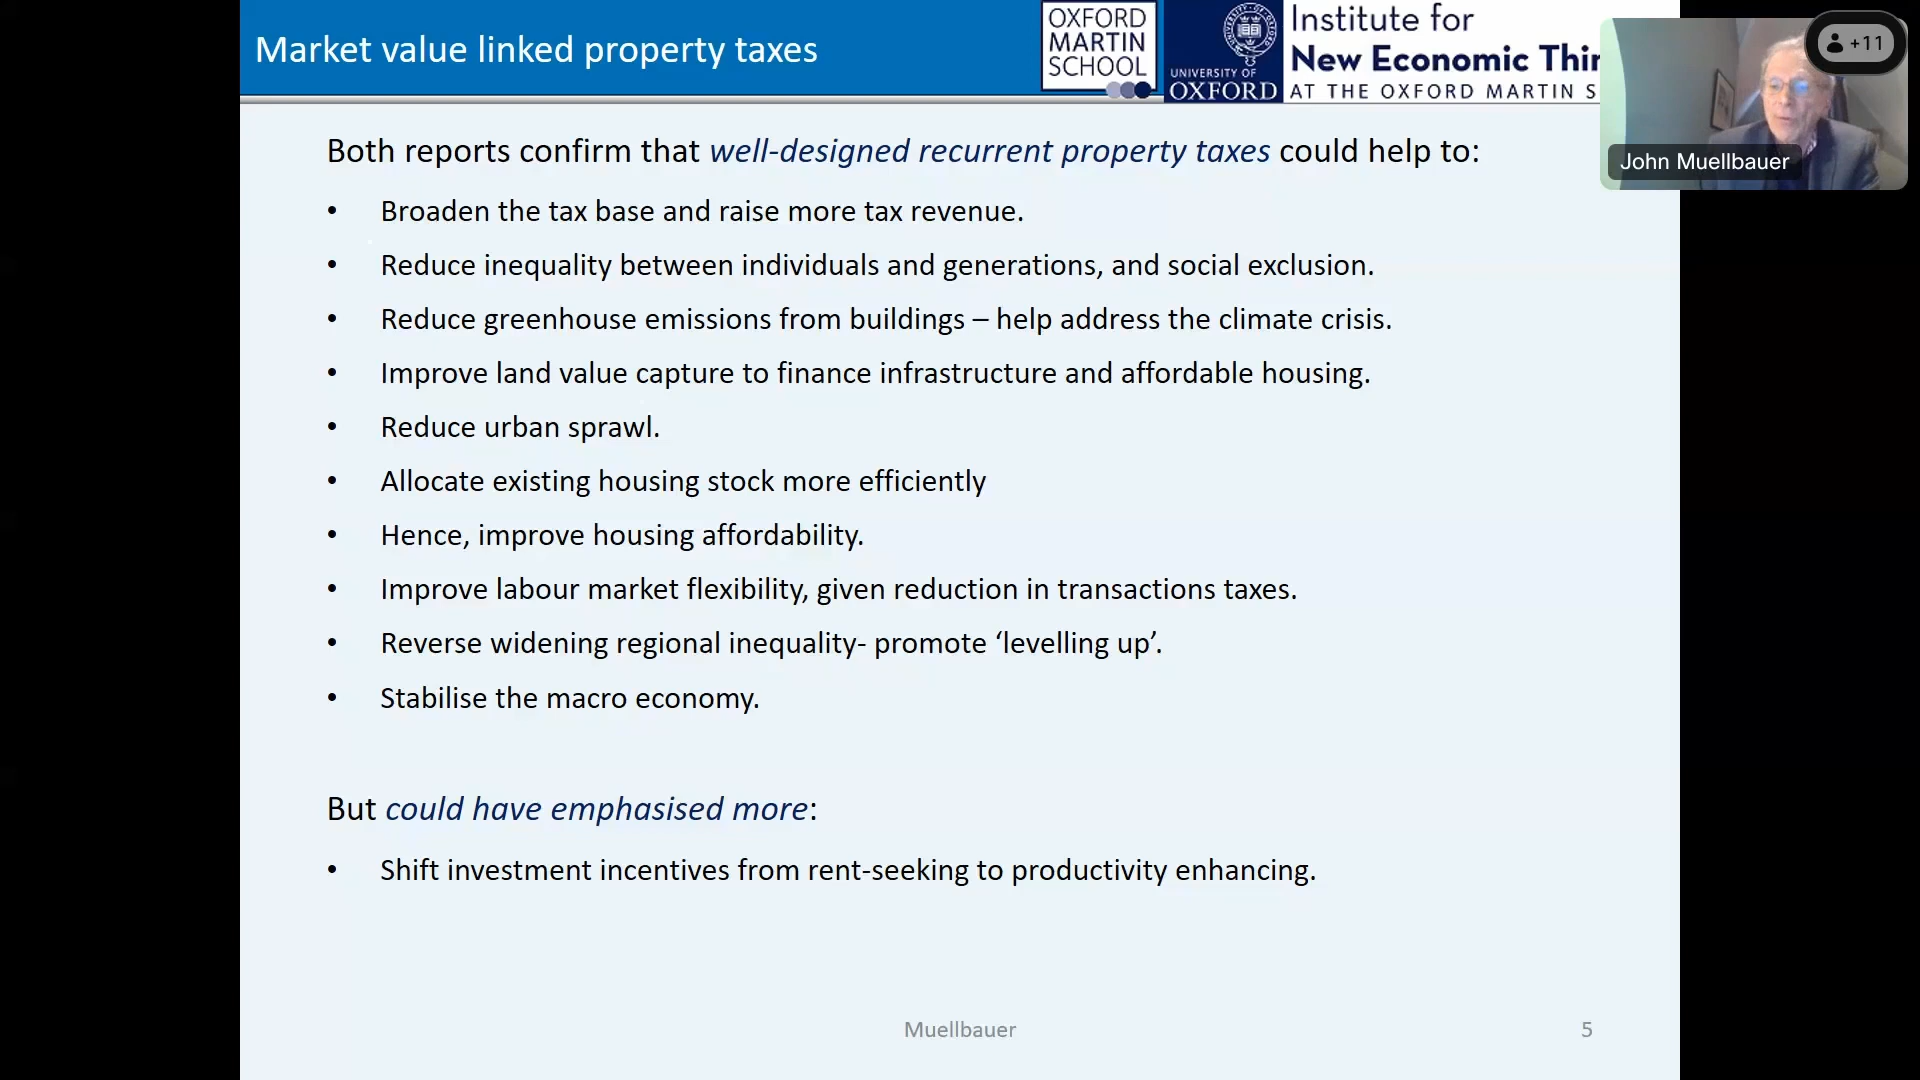 Market value linked property taxes
OXFORD
MARTIN
SCHOOL
UNIVERSITY OF
OXFORD
Institute for
New Economic Thin
AT THE OXFORD MARTIN S
+11
John Muellbauer
Both reports confirm that well-designed recurrent property taxes could help to:
• Broaden the tax base and raise more tax revenue.
• Reduce inequality between individuals and generations, and social exclusion.
• Reduce greenhouse emissions from buildings – help address the climate crisis.
• Improve land value capture to finance infrastructure and affordable housing.
• Reduce urban sprawl.
• Allocate existing housing stock more efficiently
• Hence, improve housing affordability.
• Improve labour market flexibility, given reduction in transactions taxes.
• Reverse widening regional inequality- promote ‘levelling up’.
• Stabilise the macro economy.
But could have emphasised more:
• Shift investment incentives from rent-seeking to productivity enhancing.
Muellbauer
5